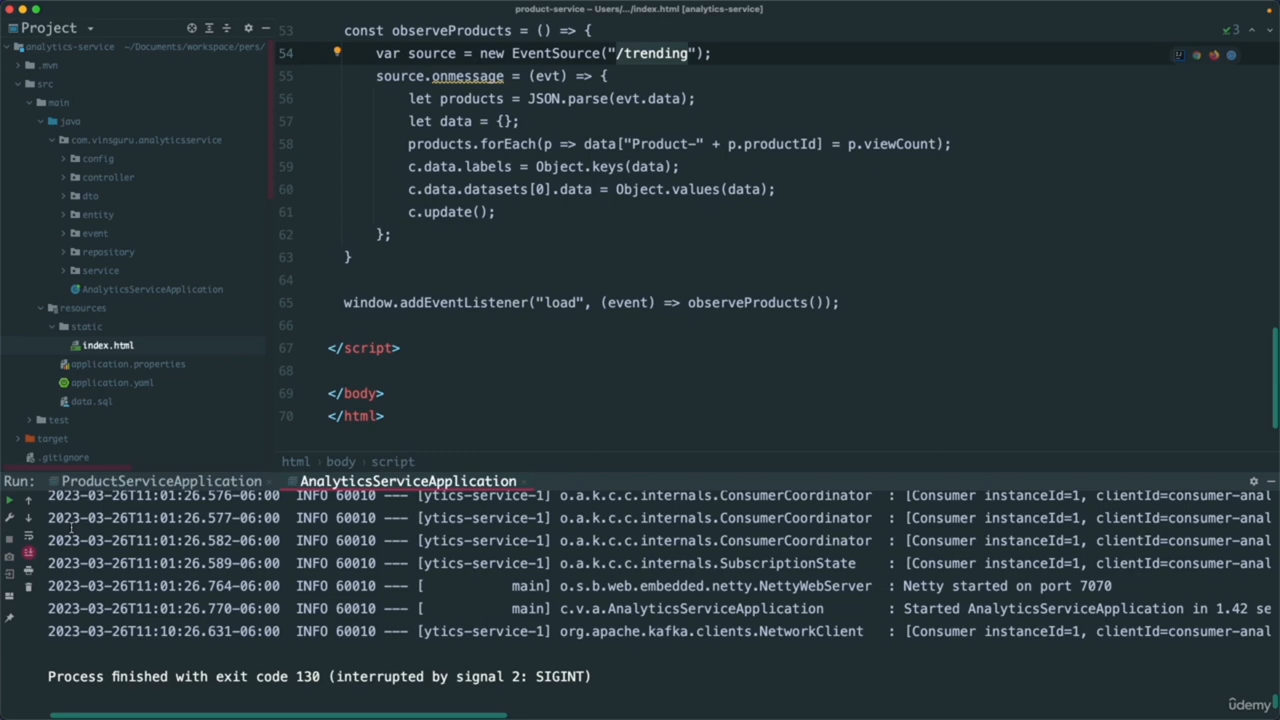 product-service – Users/.../index.html [analytics-service]
Project
analytics-service ~/Documents/workspace/pers/
.mvn
src
main
java
com.vinsguru.analyticsservice
config
controller
dto
entity
event
repository
service
AnalyticsServiceApplication
resources
static
index.html
application.properties
application.yaml
data.sql
test
target
.gitignore
53 const observeProducts = () => {
54 var source = new EventSource("/trending");
55 source.onmessage = (evt) => {
56 let products = JSON.parse(evt.data);
57 let data = {};
58 products.forEach(p => data["Product-" + p.productId] = p.viewCount);
59 c.data.labels = Object.keys(data);
60 c.data.datasets[0].data = Object.values(data);
61 c.update();
62 };
63 }
64
65 window.addEventListener("load", (event) => observeProducts());
66
67 </script>
68
69 </body>
70 </html>
3
html › body › script
Run: ProductServiceApplication × AnalyticsServiceApplication ×
2023-03-26T11:01:26.576-06:00 INFO 60010 --- [ytics-service-1] o.a.k.c.c.internals.ConsumerCoordinator : [Consumer instanceId=1, clientId=consumer-anal
2023-03-26T11:01:26.577-06:00 INFO 60010 --- [ytics-service-1] o.a.k.c.c.internals.ConsumerCoordinator : [Consumer instanceId=1, clientId=consumer-anal
2023-03-26T11:01:26.582-06:00 INFO 60010 --- [ytics-service-1] o.a.k.c.c.internals.ConsumerCoordinator : [Consumer instanceId=1, clientId=consumer-anal
2023-03-26T11:01:26.589-06:00 INFO 60010 --- [ytics-service-1] o.a.k.c.c.internals.SubscriptionState : [Consumer instanceId=1, clientId=consumer-anal
2023-03-26T11:01:26.764-06:00 INFO 60010 --- [ main] o.s.b.web.embedded.netty.NettyWebServer : Netty started on port 7070
2023-03-26T11:01:26.770-06:00 INFO 60010 --- [ main] c.v.a.AnalyticsServiceApplication : Started AnalyticsServiceApplication in 1.42 se
2023-03-26T11:10:26.631-06:00 INFO 60010 --- [ytics-service-1] org.apache.kafka.clients.NetworkClient : [Consumer instanceId=1, clientId=consumer-anal
Process finished with exit code 130 (interrupted by signal 2: SIGINT)
ûdemy